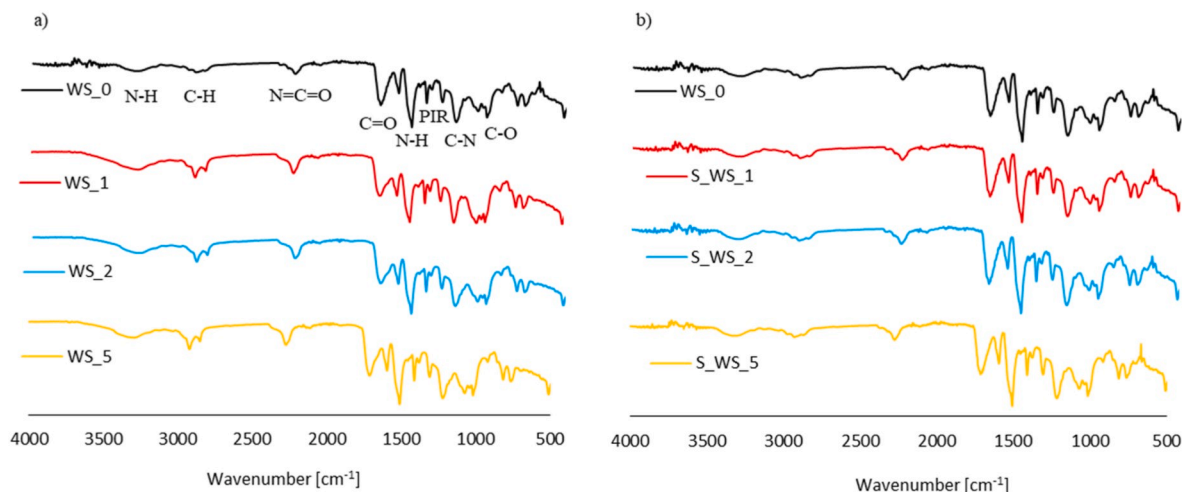 a)
WS_0
N-H
C-H
N=C=O
C=O
N-H
PIR
C-N
C-O
WS_1
WS_2
WS_5
4000 3500 3000 2500 2000 1500 1000 500
Wavenumber [cm-1]
b)
WS_0
S_WS_1
S_WS_2
S_WS_5
4000 3500 3000 2500 2000 1500 1000 500
Wavenumber [cm-1]